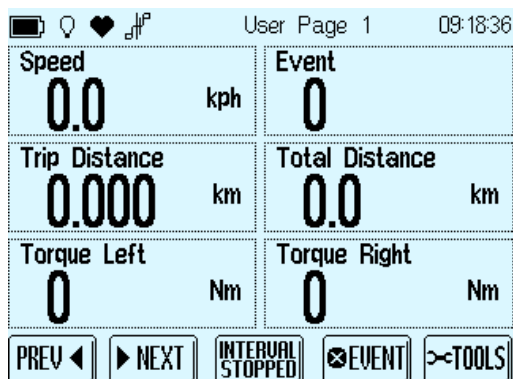 User Page 1 09:18:36
Speed Event
0.0 kph 0
Trip Distance Total Distance
0.000 km 0.0 km
Torque Left Torque Right
0 Nm 0 Nm
PREV NEXT INTERVAL STOPPED EVENT TOOLS